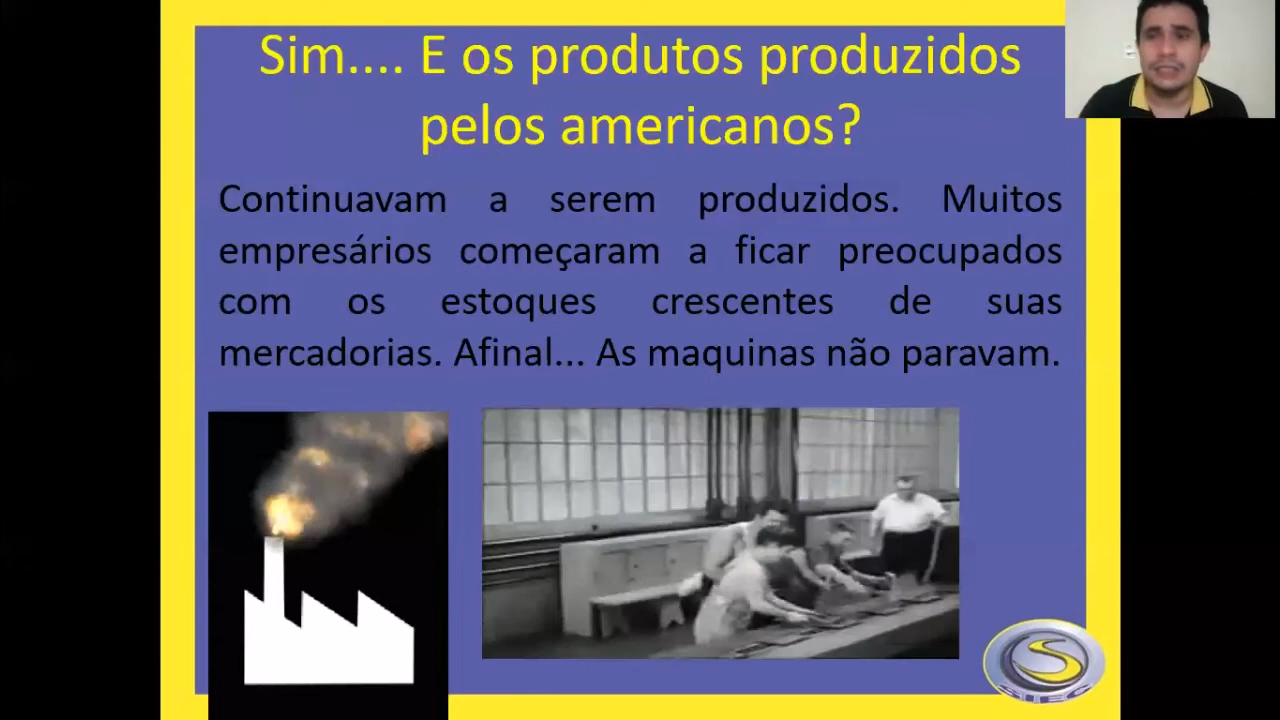 Sim.... E os produtos produzidos
pelos americanos?
Continuavam a serem produzidos. Muitos
empresários começaram a ficar preocupados
com os estoques crescentes de suas
mercadorias. Afinal... As maquinas não paravam.
S
SITEC